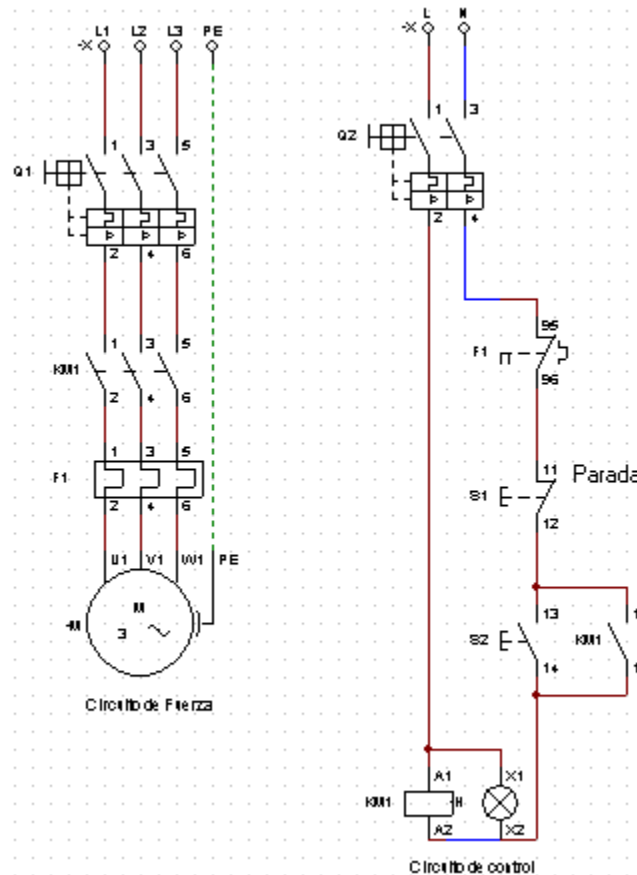 L1 L2 L3 PE
-X
1 3 5
Q1
2 4 6
1 3 5
KM1
2 4 6
1 3 5
F1
2 4 6
U1 V1 W1 PE
M
-M
3
Circuito de Fuerza
L N
-X
1 3
Q2
2 4
95
F1
96
11 Parada
S1
12
13 1
S2 KM1
14 1
A1 X1
KM1
A2 X2
Circuito de control